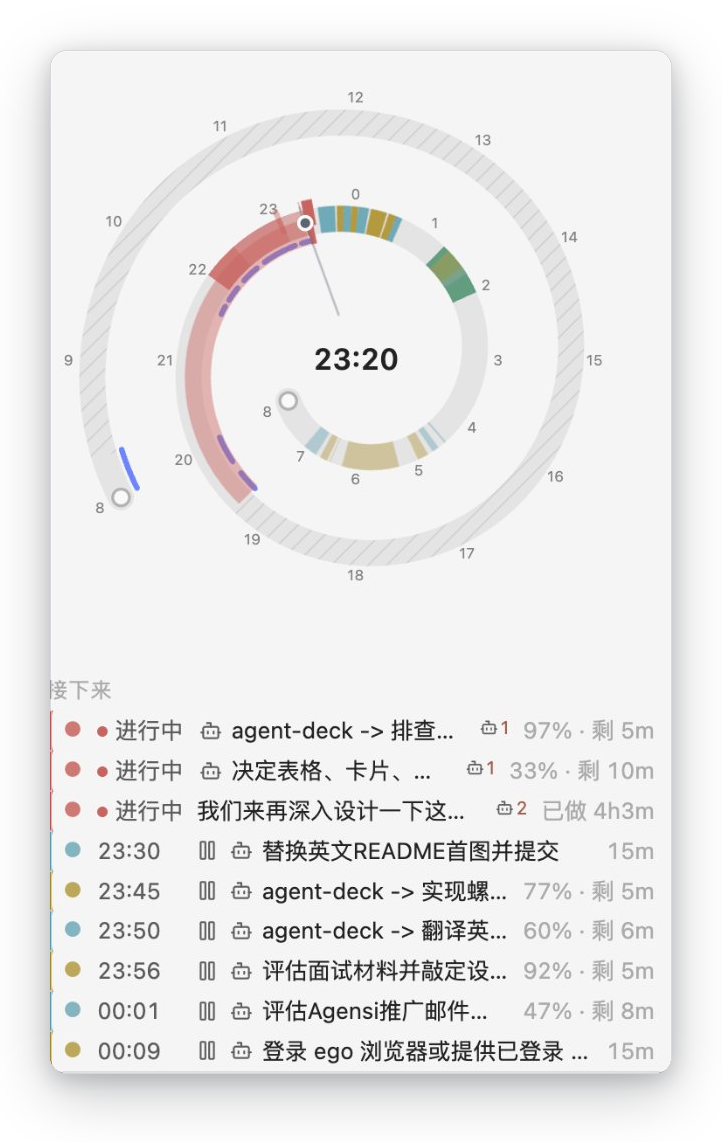 12
11
13
10
23
0
1
14
22
2
9
21
23:20
3
15
8
20
7
4
6
5
16
8
19
17
18
接下来
进行中 agent-deck -> 排查... 1 97% · 剩 5m
进行中 决定表格、卡片、... 1 33% · 剩 10m
进行中 我们来再深入设计一下这... 2 已做 4h3m
23:30 替换英文README首图并提交 15m
23:45 agent-deck -> 实现螺... 77% · 剩 5m
23:50 agent-deck -> 翻译英... 60% · 剩 6m
23:56 评估面试材料并敲定设... 92% · 剩 5m
00:01 评估Agensi推广邮件... 47% · 剩 8m
00:09 登录 ego 浏览器或提供已登录 ... 15m